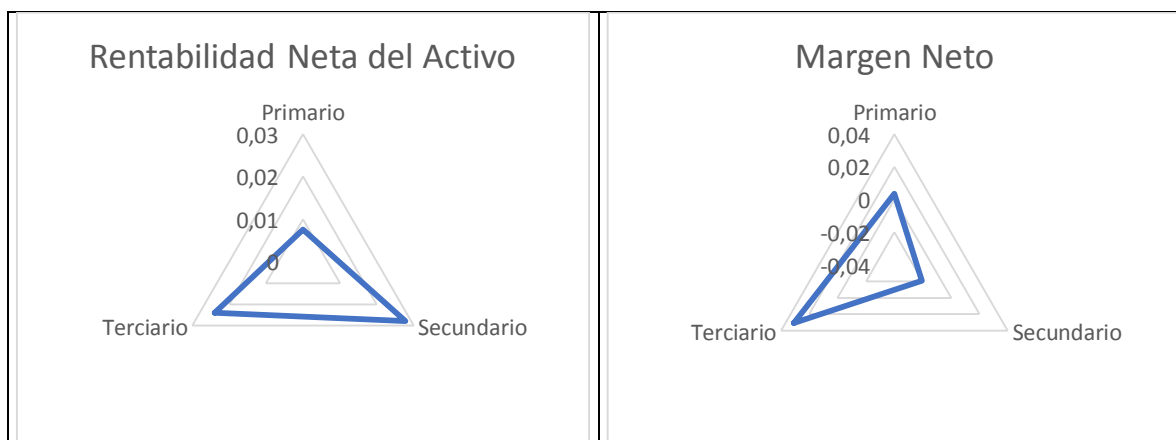 Rentabilidad Neta del Activo
Primario
0,03
0,02
0,01
0
Terciario
Secundario
Margen Neto
Primario
0,04
0,02
0
-0,02
-0,04
Terciario
Secundario